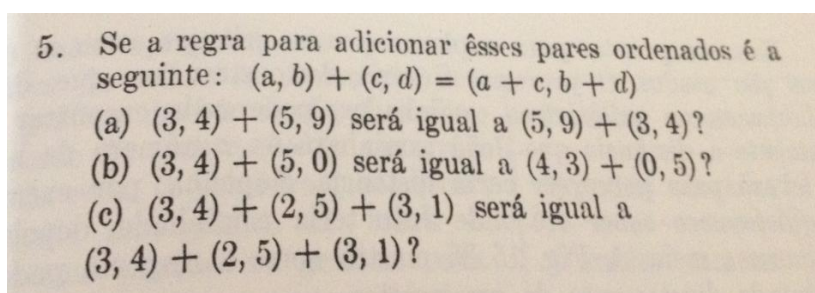 5. Se a regra para adicionar êsses pares ordenados é a
seguinte: (a, b) + (c, d) = (a + c, b + d)
(a) (3, 4) + (5, 9) será igual a (5, 9) + (3, 4)?
(b) (3, 4) + (5, 0) será igual a (4, 3) + (0, 5)?
(c) (3, 4) + (2, 5) + (3, 1) será igual a
(3, 4) + (2, 5) + (3, 1)?